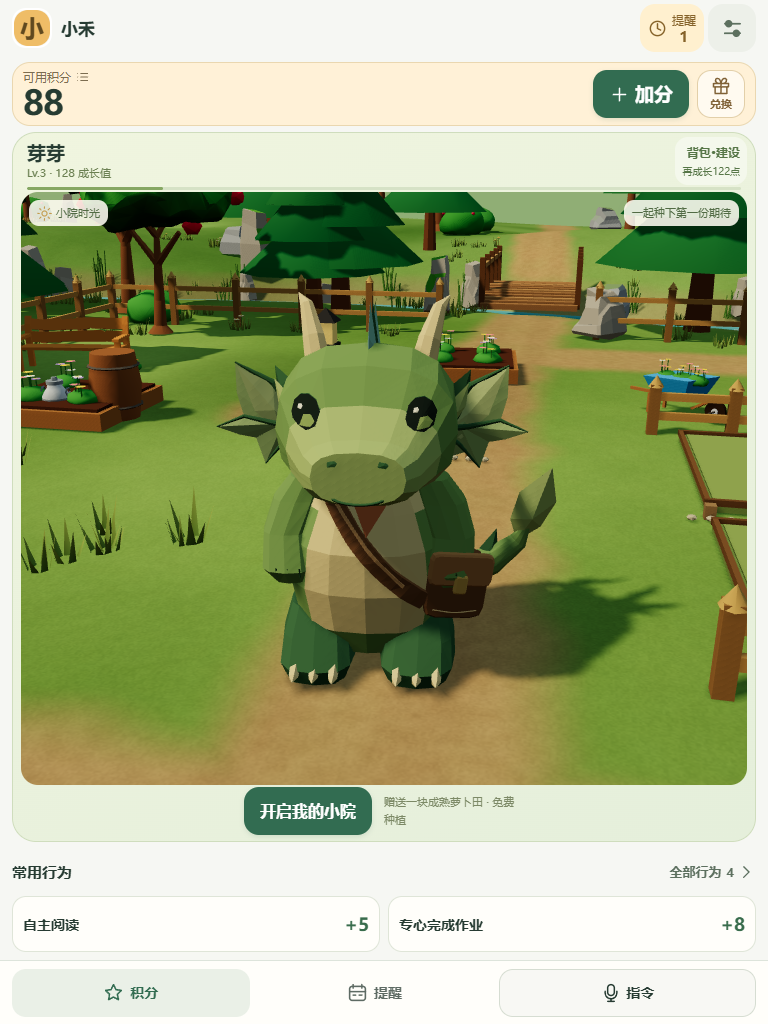 小 小禾
提醒
1
可用积分
88
加分
兑换
芽芽
Lv.3 · 128 成长值
背包·建设
再成长122点
小院时光
一起种下第一份期待
开启我的小院
赠送一块成熟萝卜田 · 免费
种植
常用行为
全部行为 4
自主阅读 +5
专心完成作业 +8
积分
提醒
指令